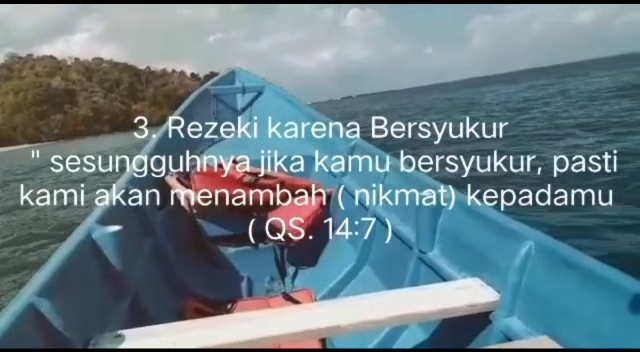 3. Rezeki karena Bersyukur
" sesungguhnya jika kamu bersyukur, pasti
kami akan menambah ( nikmat) kepadamu
( QS. 14:7 )